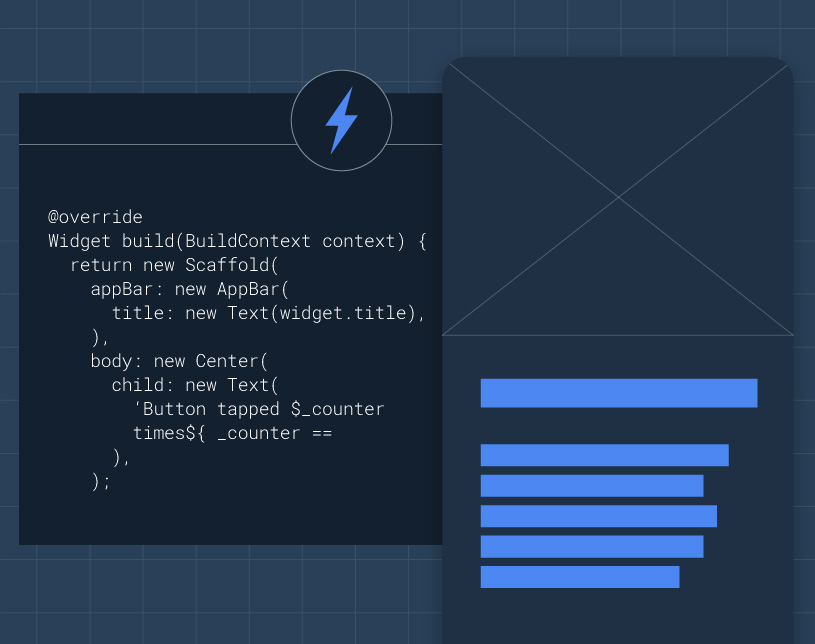 @override
Widget build(BuildContext context) {
  return new Scaffold(
    appBar: new AppBar(
      title: new Text(widget.title),
    ),
    body: new Center(
      child: new Text(
        ‘Button tapped $_counter
        times${ _counter ==
      ),
    );